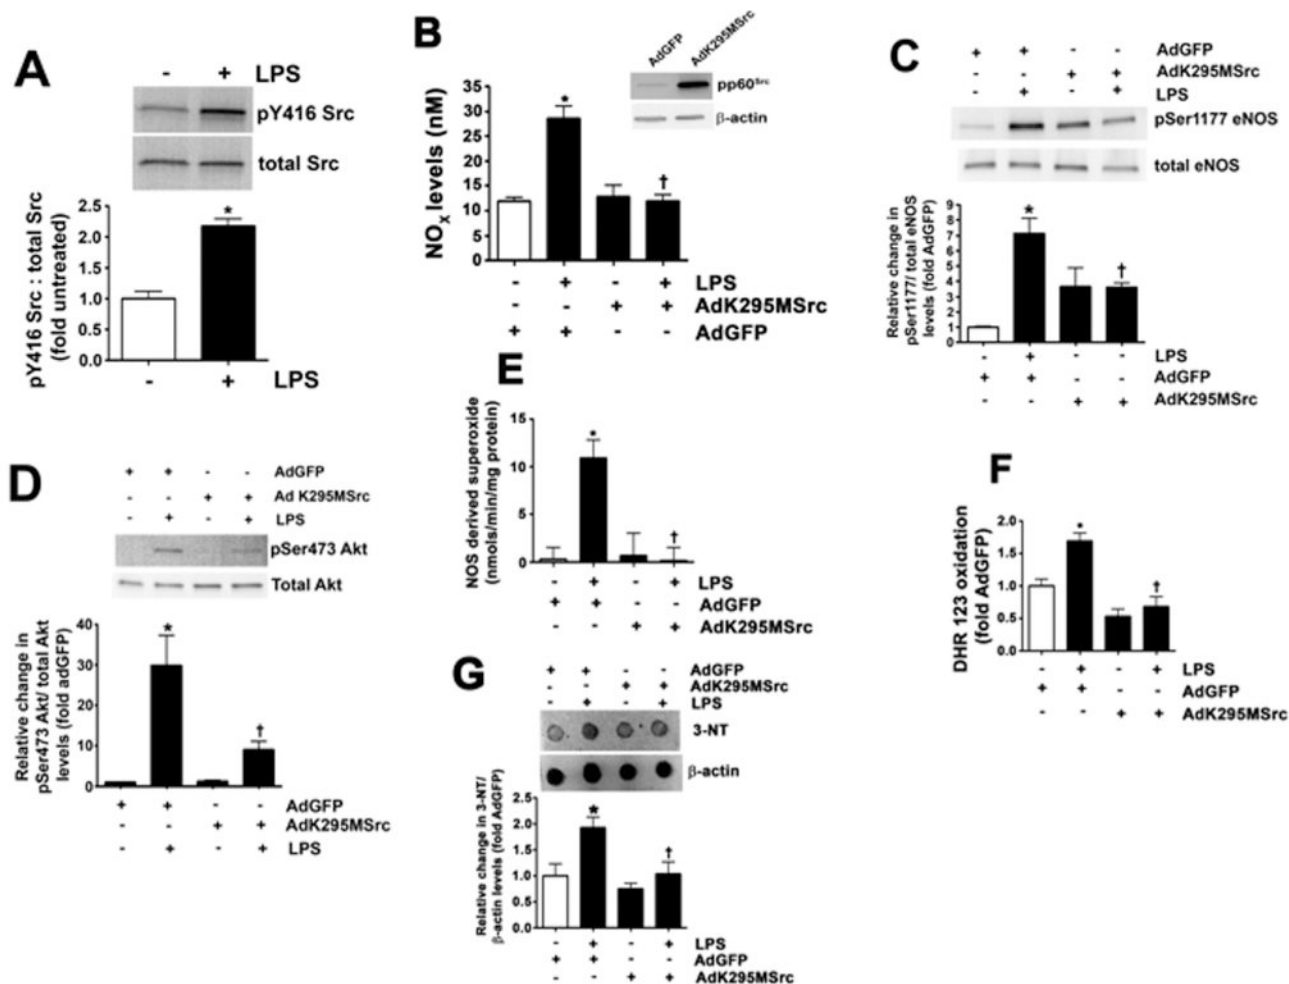 A
- + LPS
pY416 Src
total Src
pY416 Src : total Src
(fold untreated)
2.5
2.0
1.5
1.0
0.5
0.0
*
- + LPS
B
AdGFP AdK295MSrc
pp60Src
β-actin
NOX levels (nM)
35
30
25
20
15
10
5
0
* †
- + - + LPS
- - + + AdK295MSrc
+ + - - AdGFP
C
+ + - - AdGFP
- - + + AdK295MSrc
- + - + LPS
pSer1177 eNOS
total eNOS
Relative change in
pSer1177/ total eNOS
levels (fold AdGFP)
9
8
7
6
5
4
3
2
1
0
* †
- + - + LPS
+ + - - AdGFP
- - + + AdK295MSrc
D
+ + - - AdGFP
- - + + Ad K295MSrc
- + - + LPS
pSer473 Akt
Total Akt
Relative change in
pSer473 Akt/ total Akt
levels (fold adGFP)
40
30
20
10
0
* †
+ + - - AdGFP
- - + + AdK295MSrc
- + - + LPS
E
NOS derived superoxide
(nmols/min/mg protein)
15
10
5
0
* †
- + - + LPS
+ + - - AdGFP
- - + + AdK295MSrc
F
DHR 123 oxidation
(fold AdGFP)
2.0
1.5
1.0
0.5
0.0
* †
- + - + LPS
+ + - - AdGFP
- - + + AdK295MSrc
G
+ + - - AdGFP
- - + + AdK295MSrc
- + - + LPS
3-NT
β-actin
Relative change in 3-NT/
β-actin levels (fold AdGFP)
2.5
2.0
1.5
1.0
0.5
0.0
* †
- + - + LPS
+ + - - AdGFP
- - + + AdK295MSrc